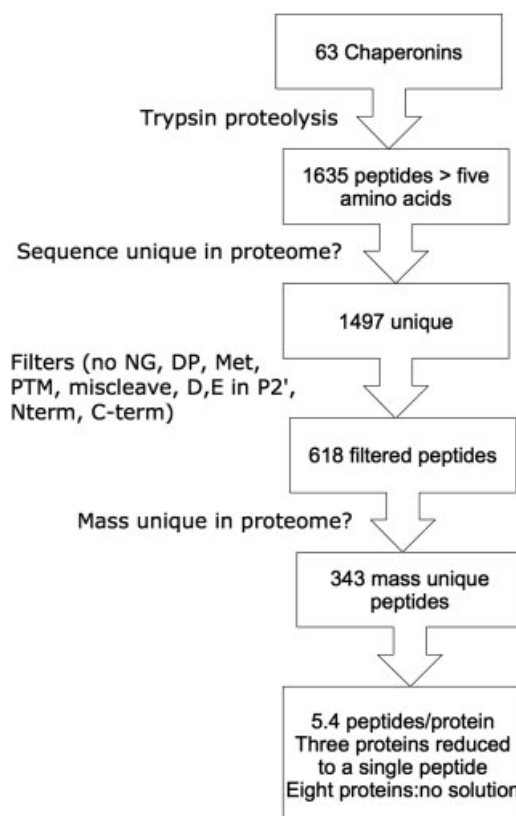 63 Chaperonins
Trypsin proteolysis
1635 peptides > five
amino acids
Sequence unique in proteome?
1497 unique
Filters (no NG, DP, Met,
PTM, miscleave, D,E in P2',
Nterm, C-term)
618 filtered peptides
Mass unique in proteome?
343 mass unique
peptides
5.4 peptides/protein
Three proteins reduced
to a single peptide
Eight proteins:no solution